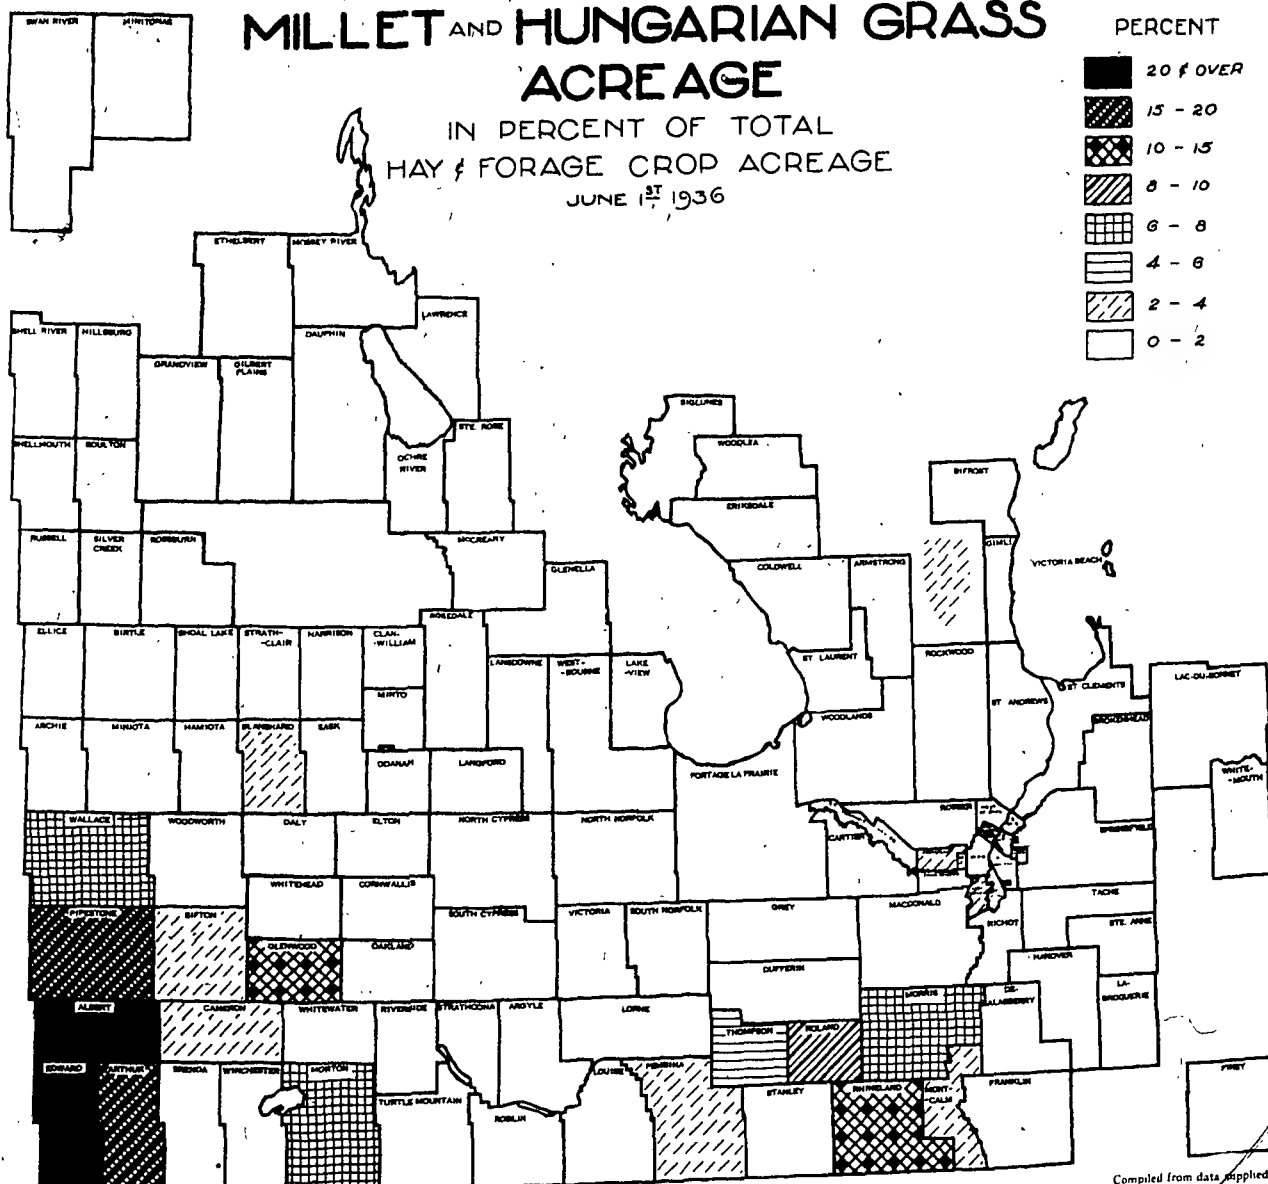 MILLET AND HUNGARIAN GRASS
ACREAGE
IN PERCENT OF TOTAL
HAY & FORAGE CROP ACREAGE
JUNE 1ST 1936
PERCENT
20 & OVER
15 - 20
10 - 15
8 - 10
6 - 8
4 - 6
2 - 4
0 - 2
SWAN RIVER
MINITONAS
ETHELBERT
MOSSEY RIVER
LAWRENCE
SHELL RIVER
HILLSBURG
DAUPHIN
GRANDVIEW
GILBERT
PLAINS
SIGLUNES
STE. ROSE
SHELLMOUTH
BOULTON
WOODLEA
OCHRE
RIVER
BIFROST
ERIKSDALE
RUSSELL
SILVER
CREEK
ROSSBURN
MCCREARY
GIMLI
VICTORIA BEACH
GLENELLA
COLDWELL
ARMSTRONG
ROSEDALE
ELLICE
BIRTLE
SHOAL LAKE
STRATH-
-CLAIR
HARRISON
CLAN-
-WILLIAM
LANSDOWNE
WEST-
-BOURNE
LAKE
-VIEW
ST LAURENT
ROCKWOOD
LAC-DU-BONNET
ST CLEMENTS
MINTO
ST ANDREWS
WOODLANDS
BROKENHEAD
ARCHIE
MINIOTA
HAMIOTA
BLANSHARD
SASK
ODANAH
LANGFORD
PORTAGE LA PRAIRIE
WHITE-
-MOUTH
ROSSER
WALLACE
WOODWORTH
DALY
ELTON
NORTH CYPRESS
NORTH NORFOLK
CARTIER
SPRINGFIELD
WHITEHEAD
CORNWALLIS
TACHE
PIPESTONE
SIFTON
SOUTH CYPRESS
VICTORIA
SOUTH NORFOLK
GREY
MACDONALD
RICHOT
STE. ANNE
GLENWOOD
OAKLAND
HANOVER
DUFFERIN
LA-
BROQUERIE
MORRIS
DE-
SALABERRY
ALBERT
CAMERON
WHITEWATER
RIVERSIDE
STRATHCONA
ARGYLE
LORNE
THOMPSON
ROLAND
EDWARD
ARTHUR
BRENDA
WINCHESTER
MORTON
LOUISE
PEMBINA
STANLEY
RHINELAND
MONT-
-CALM
FRANKLIN
PINEY
TURTLE MOUNTAIN
ROBLIN
Compiled from data supplied